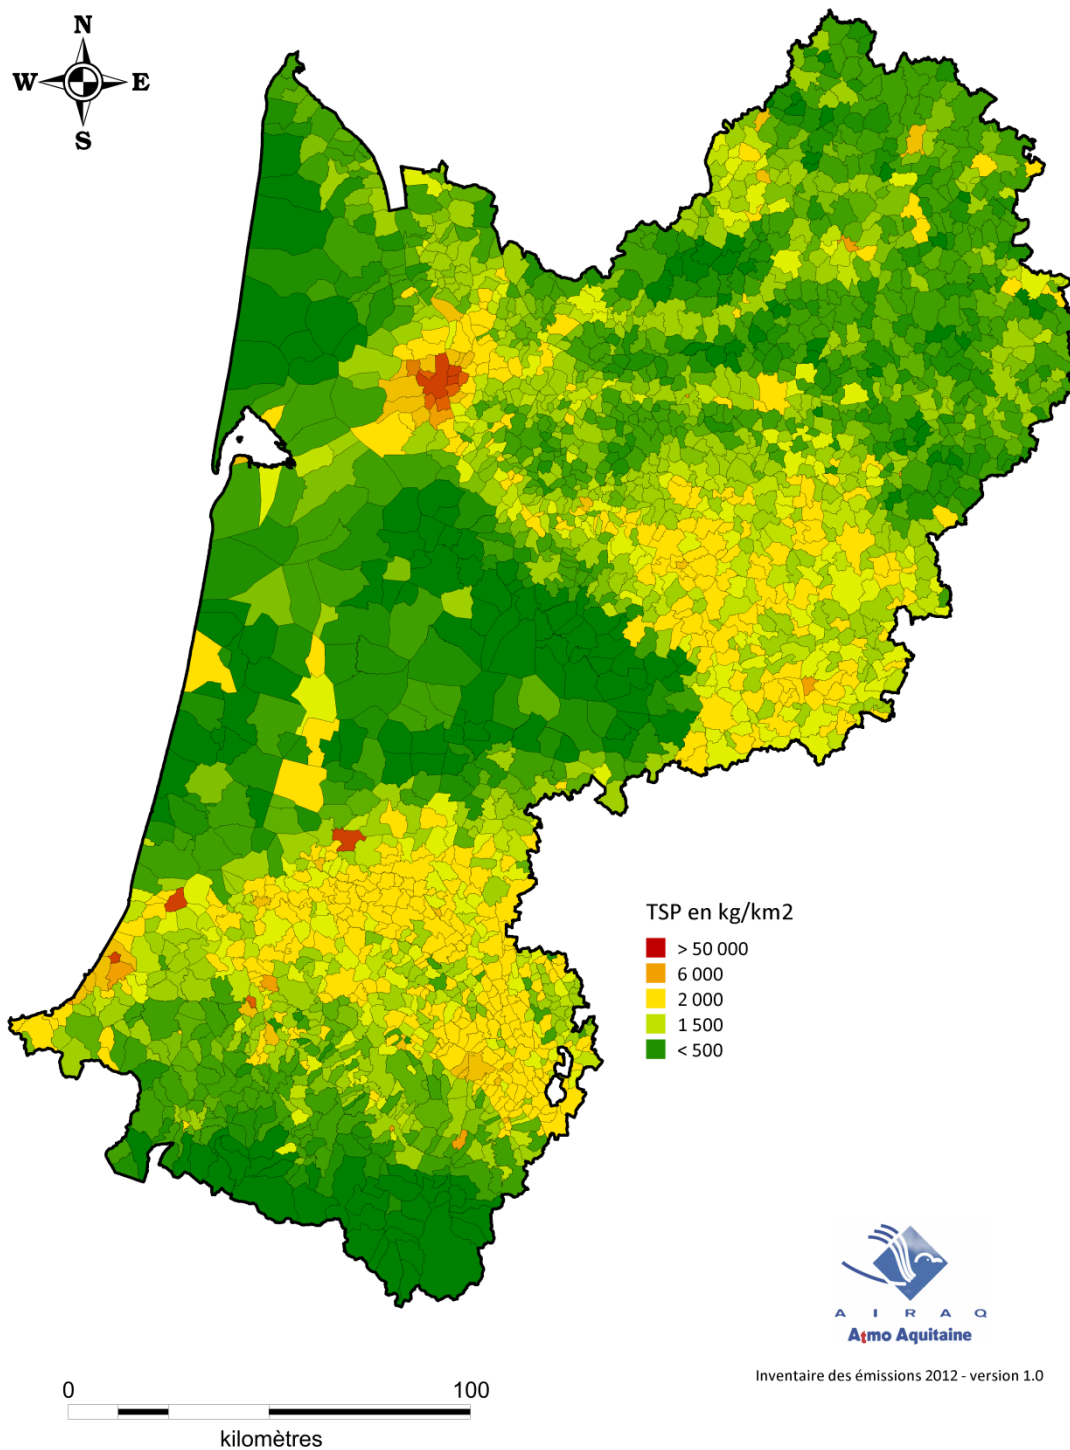 N
W E
S
TSP en kg/km2
> 50 000
6 000
2 000
1 500
< 500
A I R A Q
Atmo Aquitaine
Inventaire des émissions 2012 - version 1.0
0 100
kilomètres